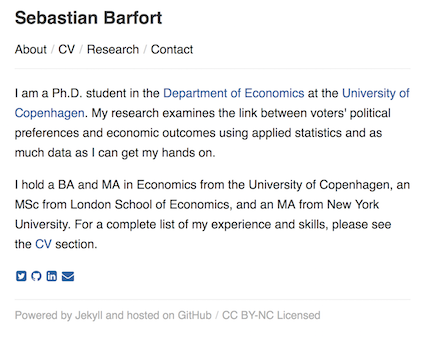 Sebastian Barfort
About / CV / Research / Contact
I am a Ph.D. student in the Department of Economics at the University of
Copenhagen. My research examines the link between voters' political
preferences and economic outcomes using applied statistics and as
much data as I can get my hands on.
I hold a BA and MA in Economics from the University of Copenhagen, an
MSc from London School of Economics, and an MA from New York
University. For a complete list of my experience and skills, please see
the CV section.
Powered by Jekyll and hosted on GitHub / CC BY-NC Licensed